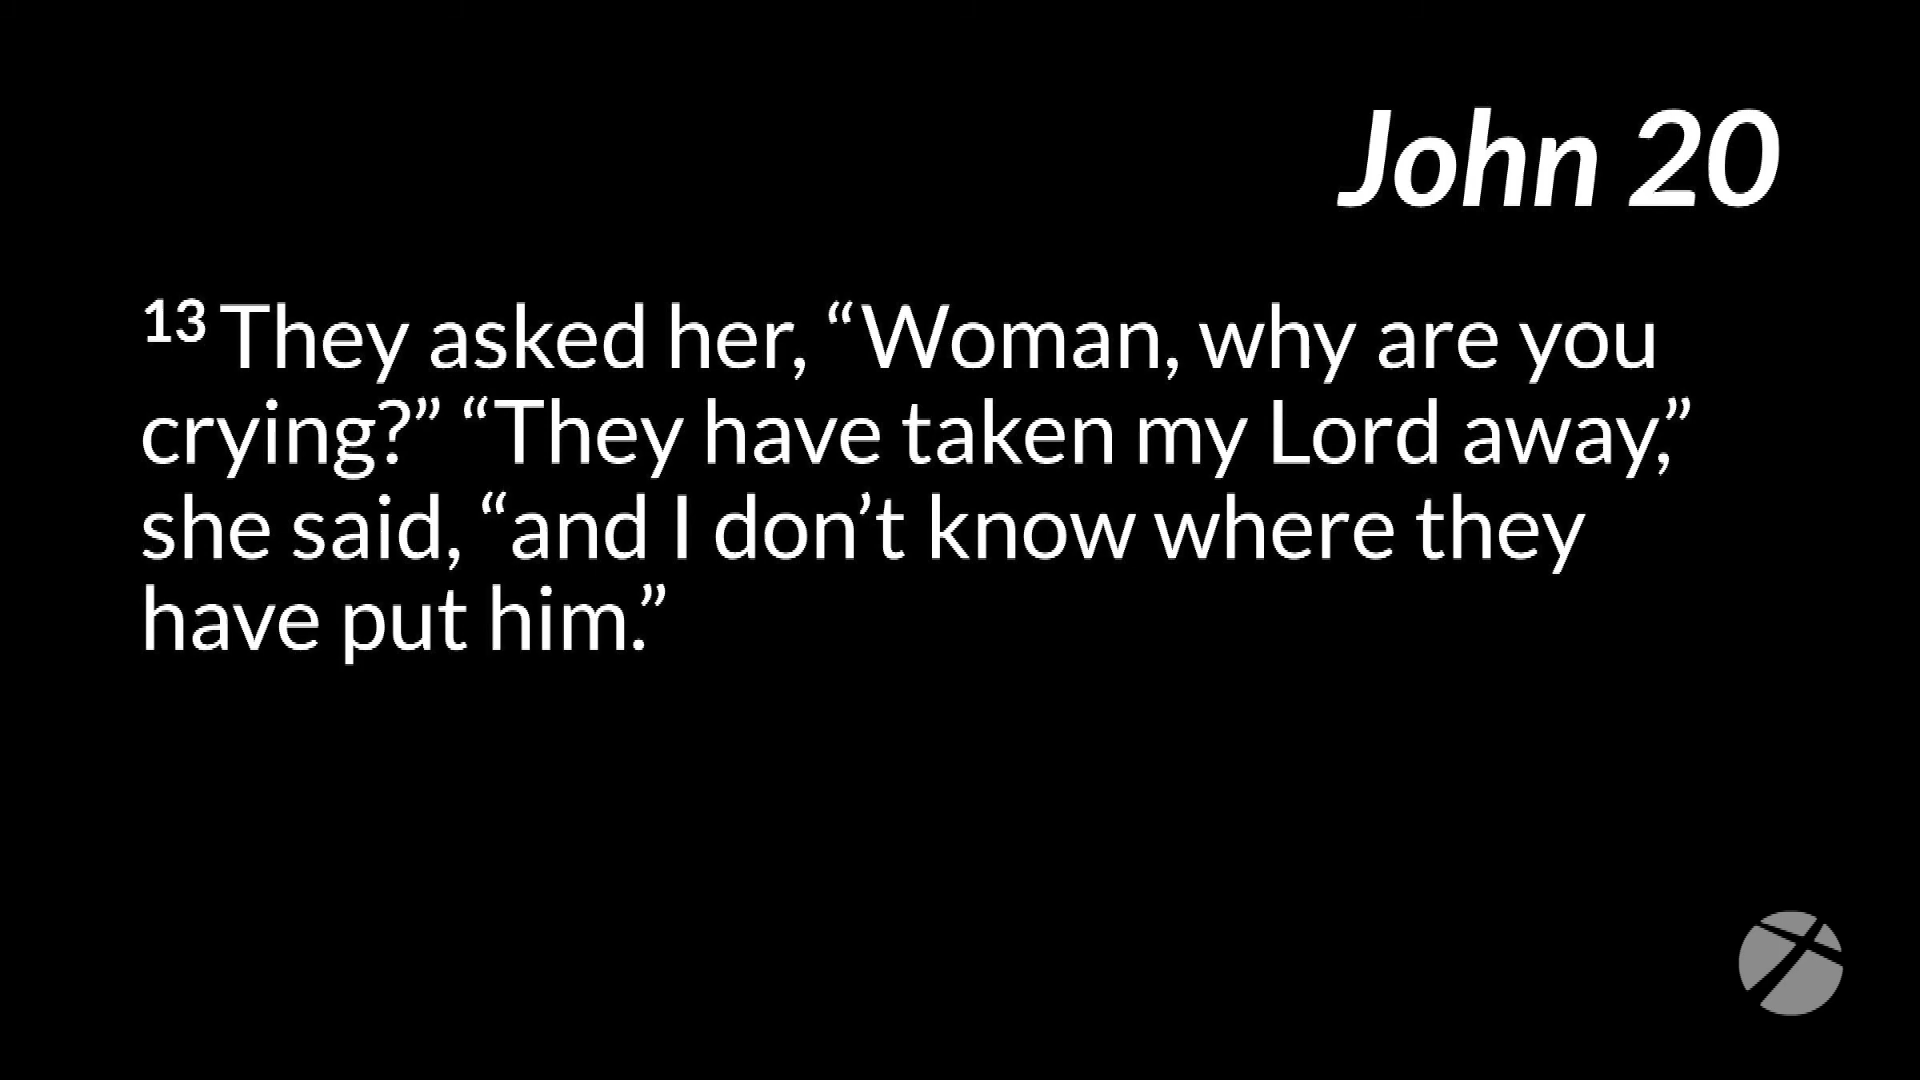 John 20
13 They asked her, “Woman, why are you
crying?” “They have taken my Lord away,”
she said, “and I don’t know where they
have put him.”